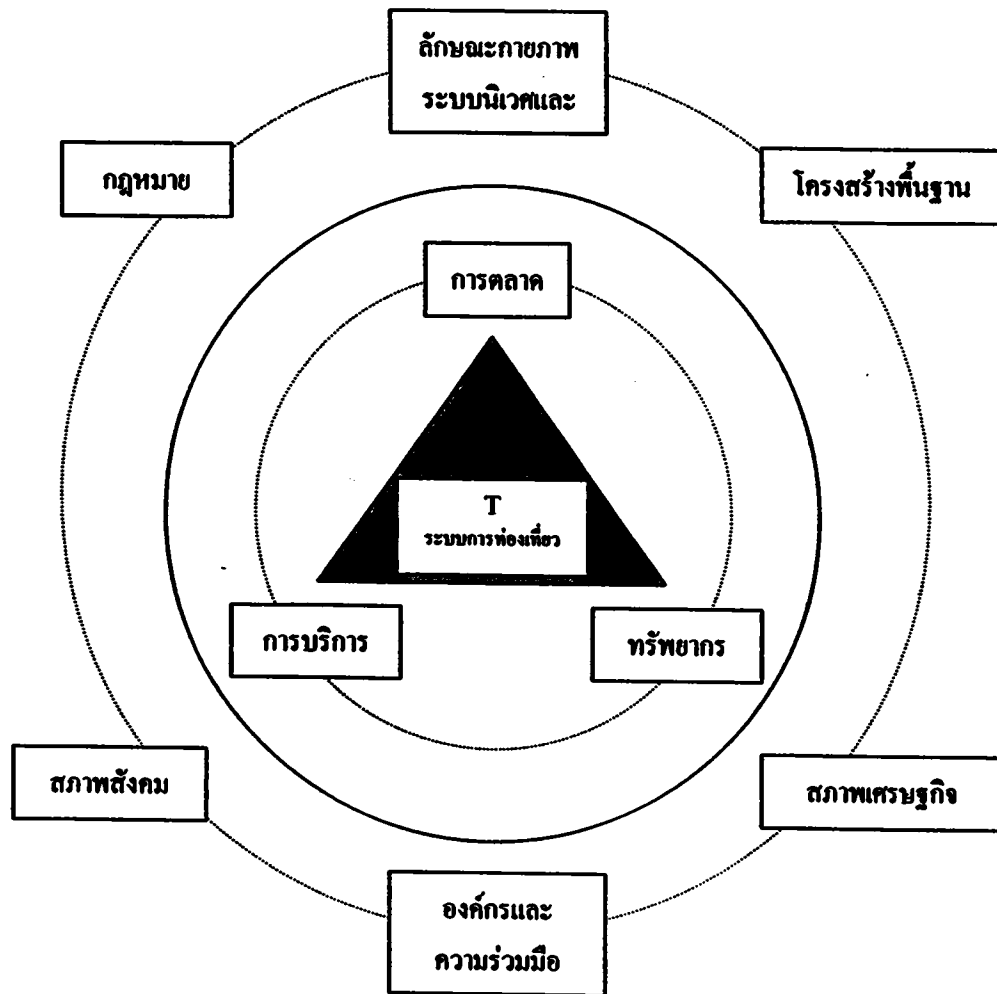 ลักษณะกายภาพ
ระบบนิเวศและ
กฎหมาย
โครงสร้างพื้นฐาน
การตลาด
T
ระบบการท่องเที่ยว
การบริการ
ทรัพยากร
สภาพสังคม
สภาพเศรษฐกิจ
องค์กรและ
ความร่วมมือ